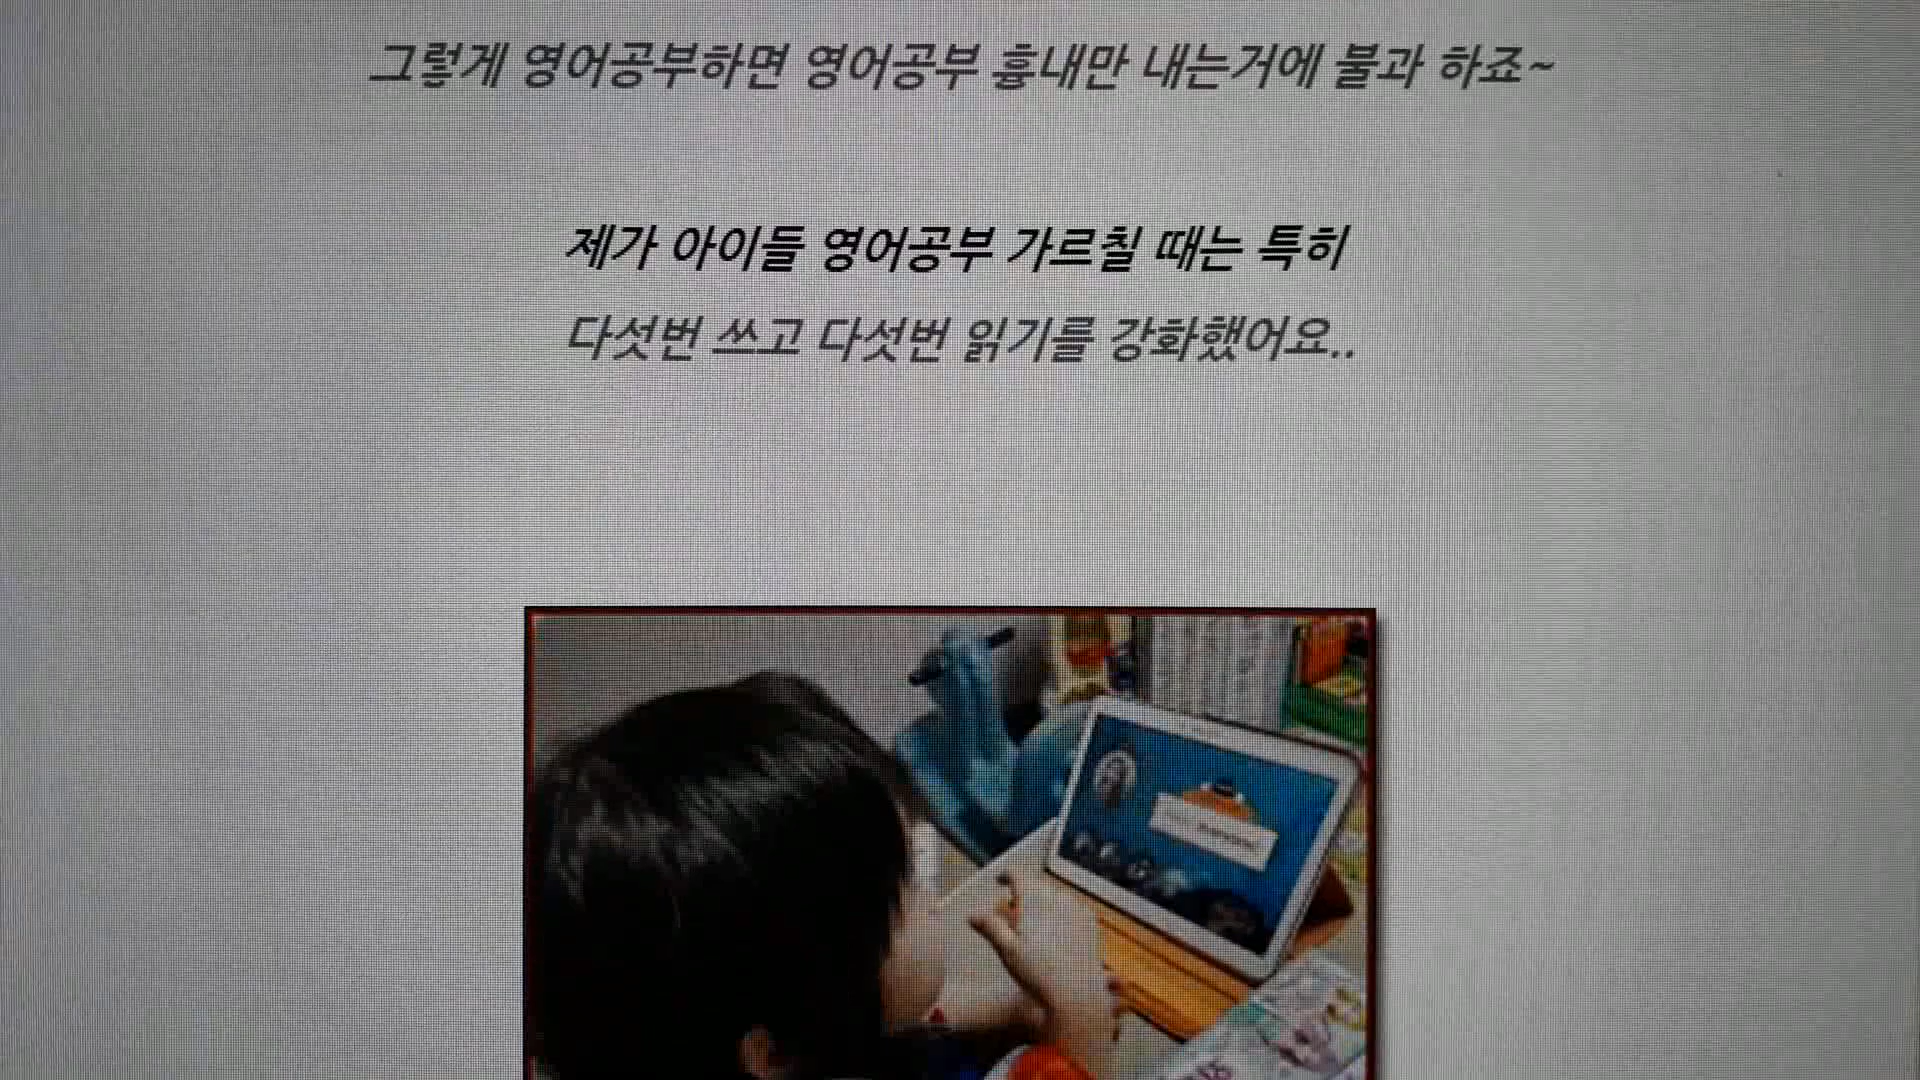 그렇게 영어공부하면 영어공부 흉내만 내는거에 불과 하죠~
제가 아이들 영어공부 가르칠 때는 특히
다섯번 쓰고 다섯번 읽기를 강화했어요..